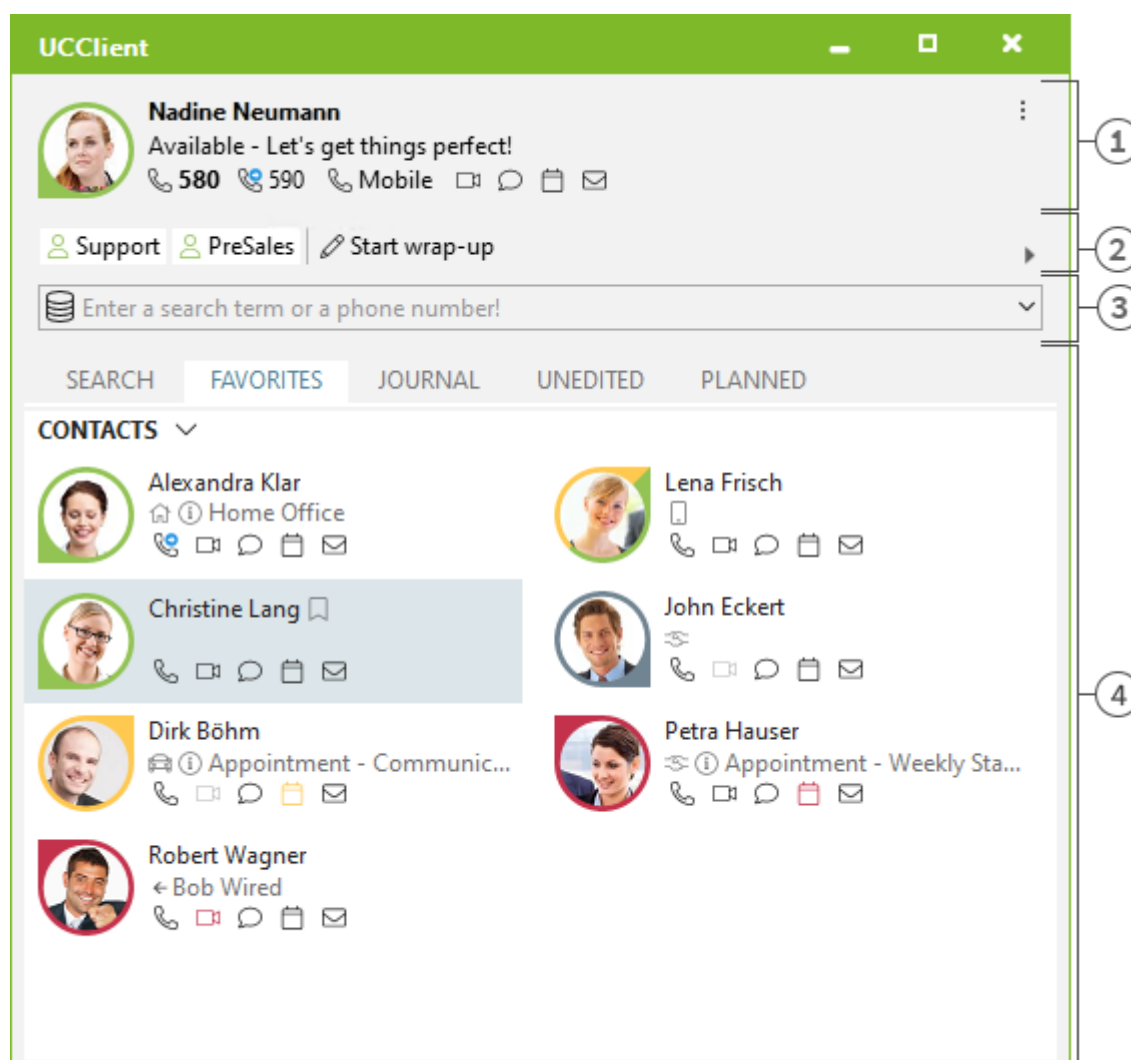 UCClient
Nadine Neumann
Available - Let's get things perfect!
580 590 Mobile
1
Support PreSales Start wrap-up
2
Enter a search term or a phone number!
3
SEARCH FAVORITES JOURNAL UNEDITED PLANNED
CONTACTS
Alexandra Klar
Home Office
Lena Frisch
Christine Lang
John Eckert
4
Dirk Böhm
Appointment - Communic...
Petra Hauser
Appointment - Weekly Sta...
Robert Wagner
Bob Wired